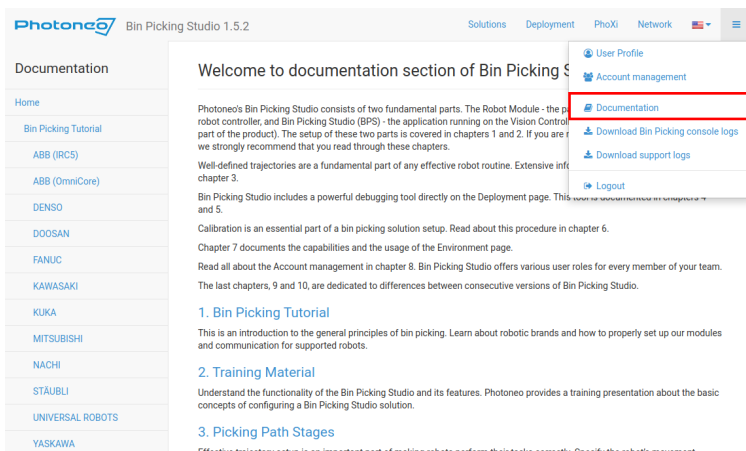 Photoneo Bin Picking Studio 1.5.2
Solutions Deployment PhoXi Network
User Profile
Account management
Documentation
Download Bin Picking console logs
Download support logs
Logout
Documentation
Home
Bin Picking Tutorial
ABB (IRC5)
ABB (OmniCore)
DENSO
DOOSAN
FANUC
KAWASAKI
KUKA
MITSUBISHI
NACHI
STÄUBLI
UNIVERSAL ROBOTS
YASKAWA
Welcome to documentation section of Bin Picking S
Photoneo's Bin Picking Studio consists of two fundamental parts. The Robot Module - the
robot controller, and Bin Picking Studio (BPS) - the application running on the Vision
part of the product). The setup of these two parts is covered in chapters 1 and 2. If you are
we strongly recommend that you read through these chapters.
Well-defined trajectories are a fundamental part of any effective robot routine. Extensive
chapter 3.
Bin Picking Studio includes a powerful debugging tool directly on the Deployment page. This tool is documented in chapters 4
and 5.
Calibration is an essential part of a bin picking solution setup. Read about this procedure in chapter 6.
Chapter 7 documents the capabilities and the usage of the Environment page.
Read all about the Account management in chapter 8. Bin Picking Studio offers various user roles for every member of your team.
The last chapters, 9 and 10, are dedicated to differences between consecutive versions of Bin Picking Studio.
1. Bin Picking Tutorial
This is an introduction to the general principles of bin picking. Learn about robotic brands and how to properly set up our modules
and communication for supported robots.
2. Training Material
Understand the functionality of the Bin Picking Studio and its features. Photoneo provides a training presentation about the basic
concepts of configuring a Bin Picking Studio solution.
3. Picking Path Stages